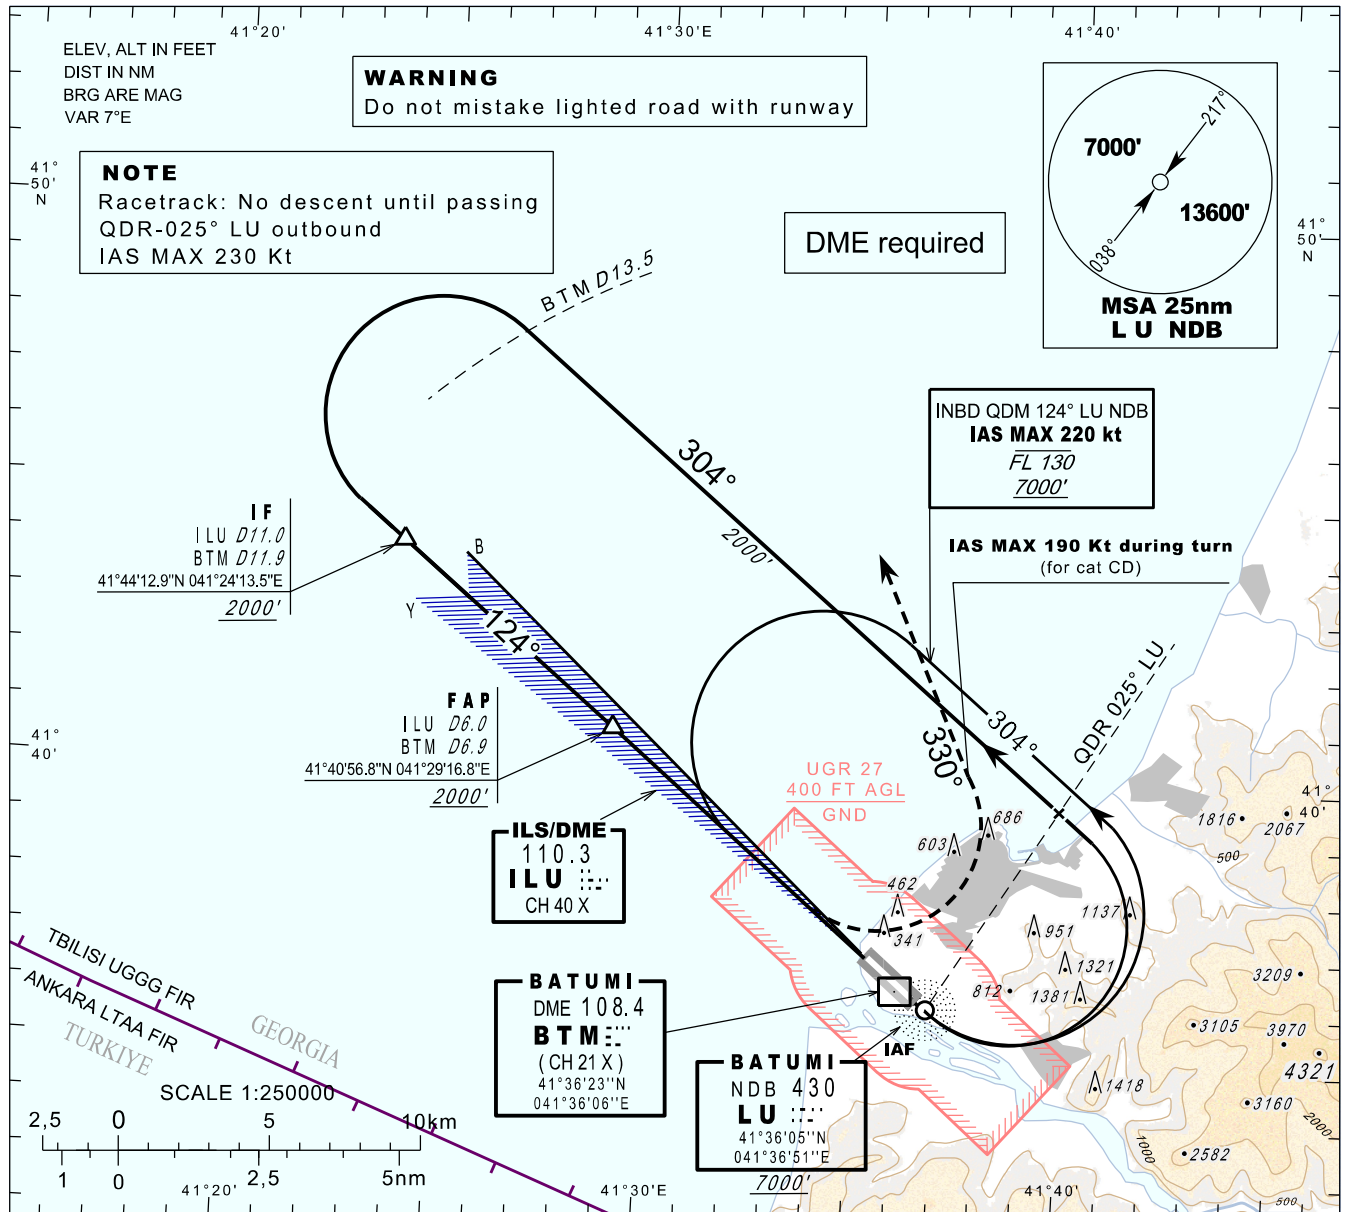 41°20'
41°30'E
41°40'
ELEV, ALT IN FEET
DIST IN NM
BRG ARE MAG
VAR 7°E
WARNING
Do not mistake lighted road with runway
NOTE
Racetrack: No descent until passing
QDR-025° LU outbound
IAS MAX 230 Kt
41°
50'
N
DME required
7000'
217°
13600'
038°
MSA 25nm
L U NDB
41°
50'
N
BTM D13.5
INBD QDM 124° LU NDB
IAS MAX 220 kt
FL 130
7000'
304°
2000'
IAS MAX 190 Kt during turn
(for cat CD)
IF
ILU D11.0
BTM D11.9
41°44'12.9"N 041°24'13.5"E
2000'
B
Y
124°
FAP
ILU D6.0
BTM D6.9
41°40'56.8"N 041°29'16.8"E
2000'
41°
40'
304°
330°
QDR 025° LU
UGR 27
400 FT AGL
GND
41°
40'
1816
2067
500
686
603
462
341
1137
951
1321
1381
812
3209
3105
3970
4321
1418
3160
2582
1000
2000
500
ILS/DME
110.3
ILU
CH 40 X
BATUMI
DME 108.4
BTM
(CH 21 X)
41°36'23''N
041°36'06''E
IAF
BATUMI
NDB 430
LU
41°36'05''N
041°36'51''E
7000'
TBILISI UGGG FIR
ANKARA LTAA FIR
GEORGIA
TURKIYE
SCALE 1:250000
2,5 0 5 10km
1 0 2,5 5nm
41°20'
41°30'E
41°40'